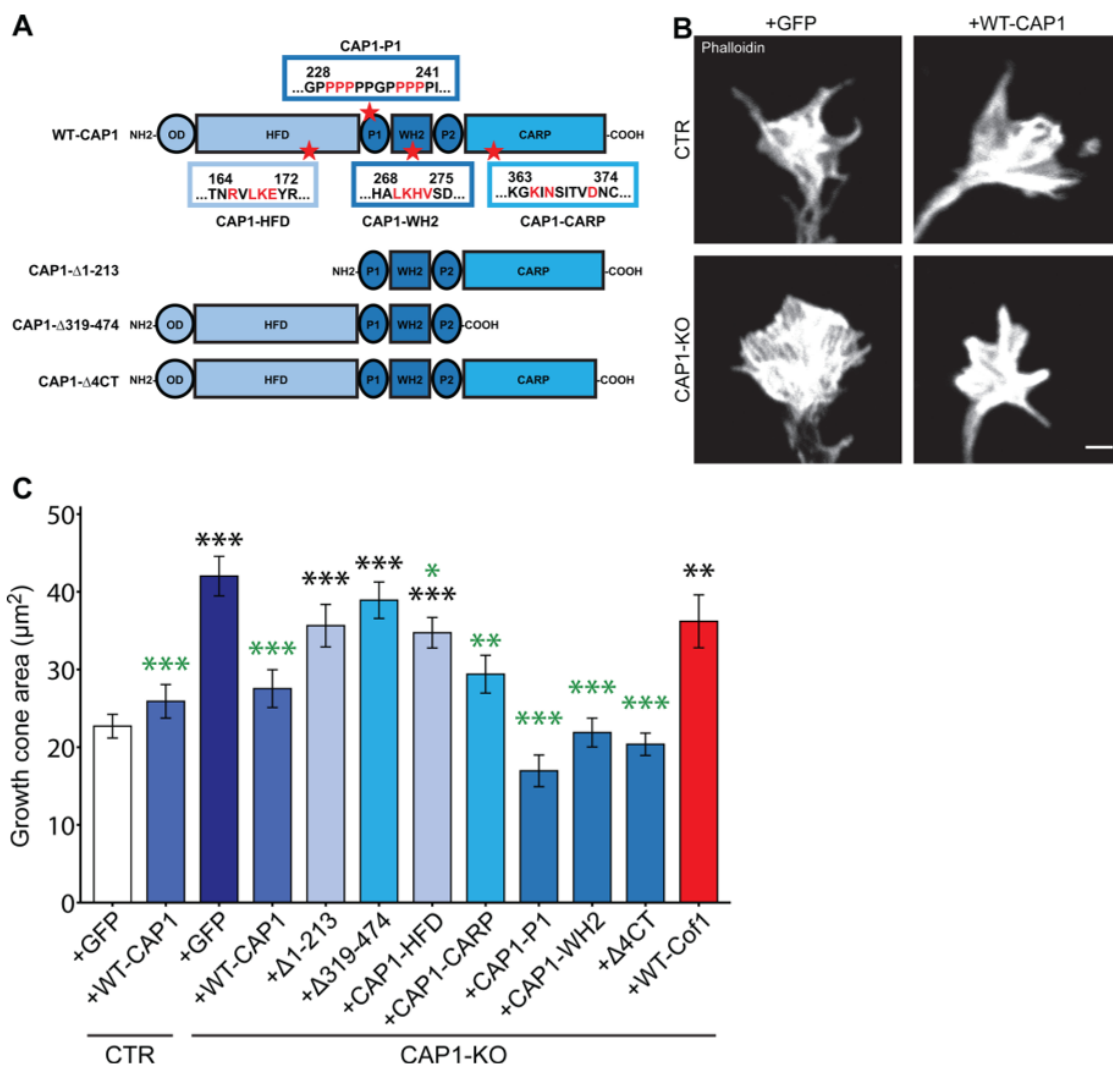 A
CAP1-P1
228 241
...GPPPPPPGPPPPPI...
WT-CAP1 NH2- OD HFD P1 WH2 P2 CARP -COOH
164 172
...TNRVLKEYR...
268 275
...HALKHVSD...
363 374
...KGKINSITVDNC...
CAP1-HFD CAP1-WH2 CAP1-CARP
CAP1-Δ1-213 NH2- P1 WH2 P2 CARP -COOH
CAP1-Δ319-474 NH2- OD HFD P1 WH2 P2 -COOH
CAP1-Δ4CT NH2- OD HFD P1 WH2 P2 CARP -COOH
B
+GFP +WT-CAP1
Phalloidin
CTR
CAP1-KO
C
Growth cone area (µm²)
50
40
30
20
10
0
***
***
***
***
***
*
***
**
***
***
***
**
+GFP
+WT-CAP1
+GFP
+WT-CAP1
+Δ1-213
+Δ319-474
+CAP1-HFD
+CAP1-CARP
+CAP1-P1
+CAP1-WH2
+Δ4CT
+WT-Cof1
CTR CAP1-KO